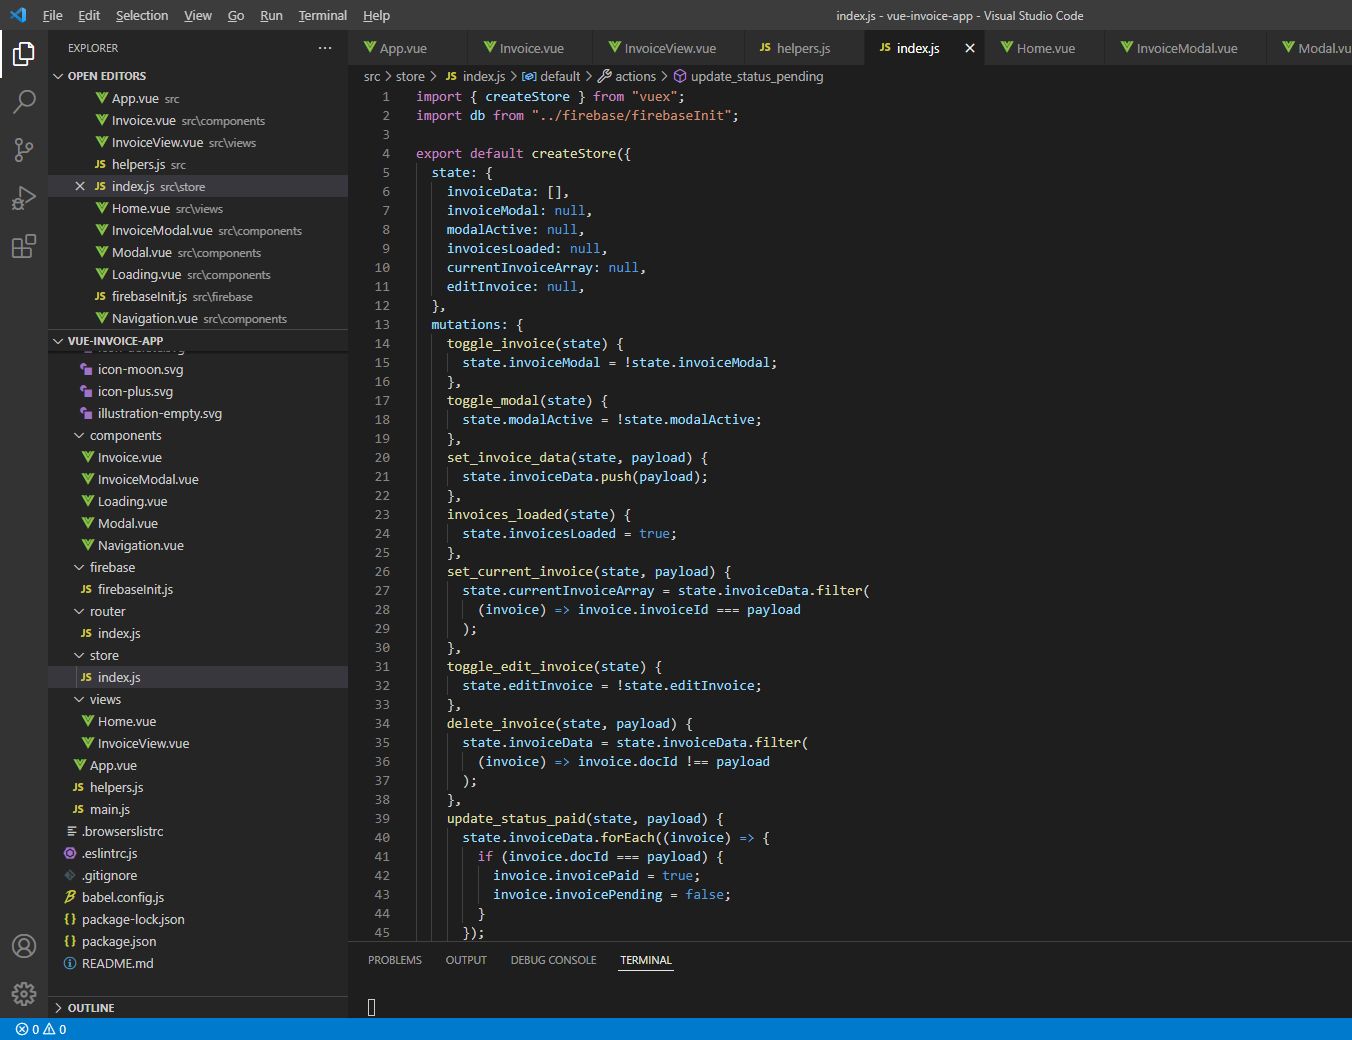 File Edit Selection View Go Run Terminal Help
index.js - vue-invoice-app - Visual Studio Code
EXPLORER
OPEN EDITORS
App.vue src
Invoice.vue src\components
InvoiceView.vue src\views
JS helpers.js src
JS index.js src\store
Home.vue src\views
InvoiceModal.vue src\components
Modal.vue src\components
Loading.vue src\components
JS firebaseInit.js src\firebase
Navigation.vue src\components
VUE-INVOICE-APP
icon-moon.svg
icon-plus.svg
illustration-empty.svg
components
Invoice.vue
InvoiceModal.vue
Loading.vue
Modal.vue
Navigation.vue
firebase
JS firebaseInit.js
router
JS index.js
store
JS index.js
views
Home.vue
InvoiceView.vue
App.vue
JS helpers.js
JS main.js
.browserslistrc
.eslintrc.js
.gitignore
babel.config.js
package-lock.json
package.json
README.md
OUTLINE
App.vue Invoice.vue InvoiceView.vue JS helpers.js JS index.js Home.vue InvoiceModal.vue Modal.vu
src > store > JS index.js > default > actions > update_status_pending
1 import { createStore } from "vuex";
2 import db from "../firebase/firebaseInit";
3
4 export default createStore({
5 state: {
6 invoiceData: [],
7 invoiceModal: null,
8 modalActive: null,
9 invoicesLoaded: null,
10 currentInvoiceArray: null,
11 editInvoice: null,
12 },
13 mutations: {
14 toggle_invoice(state) {
15 state.invoiceModal = !state.invoiceModal;
16 },
17 toggle_modal(state) {
18 state.modalActive = !state.modalActive;
19 },
20 set_invoice_data(state, payload) {
21 state.invoiceData.push(payload);
22 },
23 invoices_loaded(state) {
24 state.invoicesLoaded = true;
25 },
26 set_current_invoice(state, payload) {
27 state.currentInvoiceArray = state.invoiceData.filter(
28 (invoice) => invoice.invoiceId === payload
29 );
30 },
31 toggle_edit_invoice(state) {
32 state.editInvoice = !state.editInvoice;
33 },
34 delete_invoice(state, payload) {
35 state.invoiceData = state.invoiceData.filter(
36 (invoice) => invoice.docId !== payload
37 );
38 },
39 update_status_paid(state, payload) {
40 state.invoiceData.forEach((invoice) => {
41 if (invoice.docId === payload) {
42 invoice.invoicePaid = true;
43 invoice.invoicePending = false;
44 }
45 });
PROBLEMS OUTPUT DEBUG CONSOLE TERMINAL
0 0